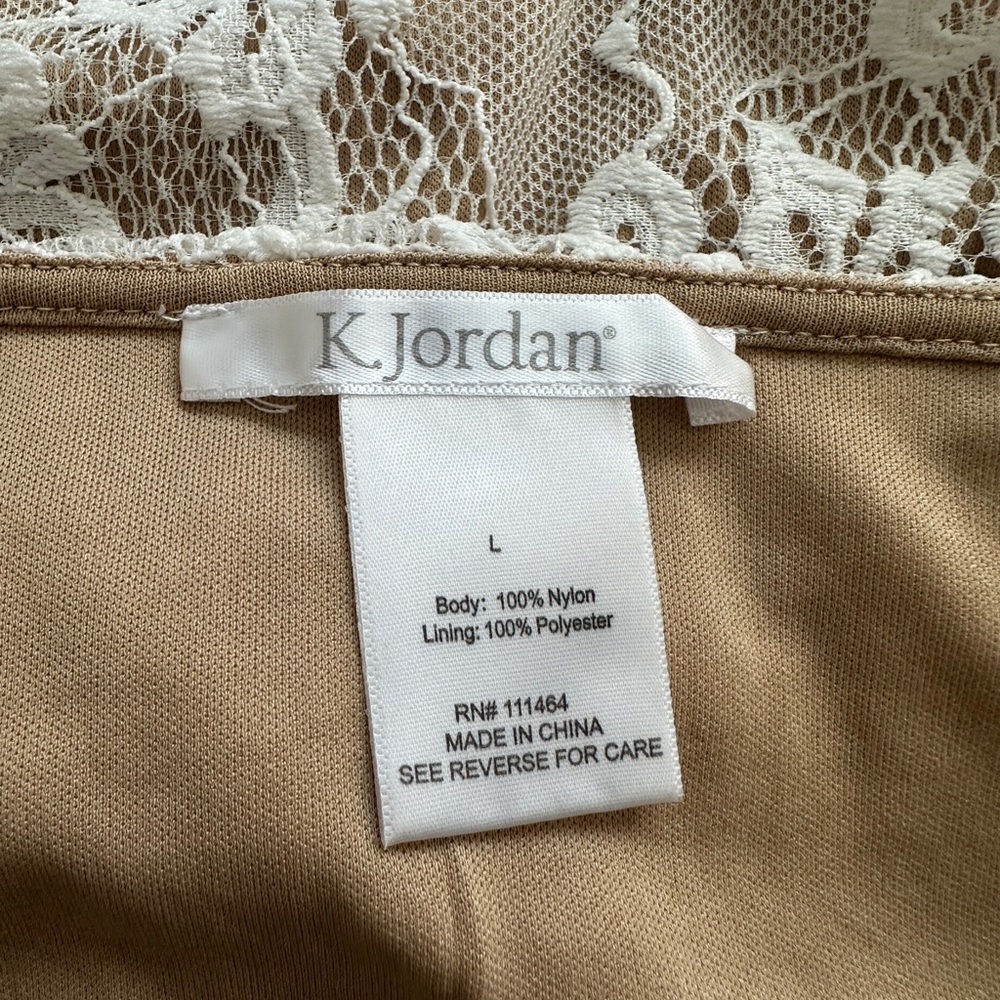 K Jordan®
L
Body: 100% Nylon
Lining: 100% Polyester
RN# 111464
MADE IN CHINA
SEE REVERSE FOR CARE